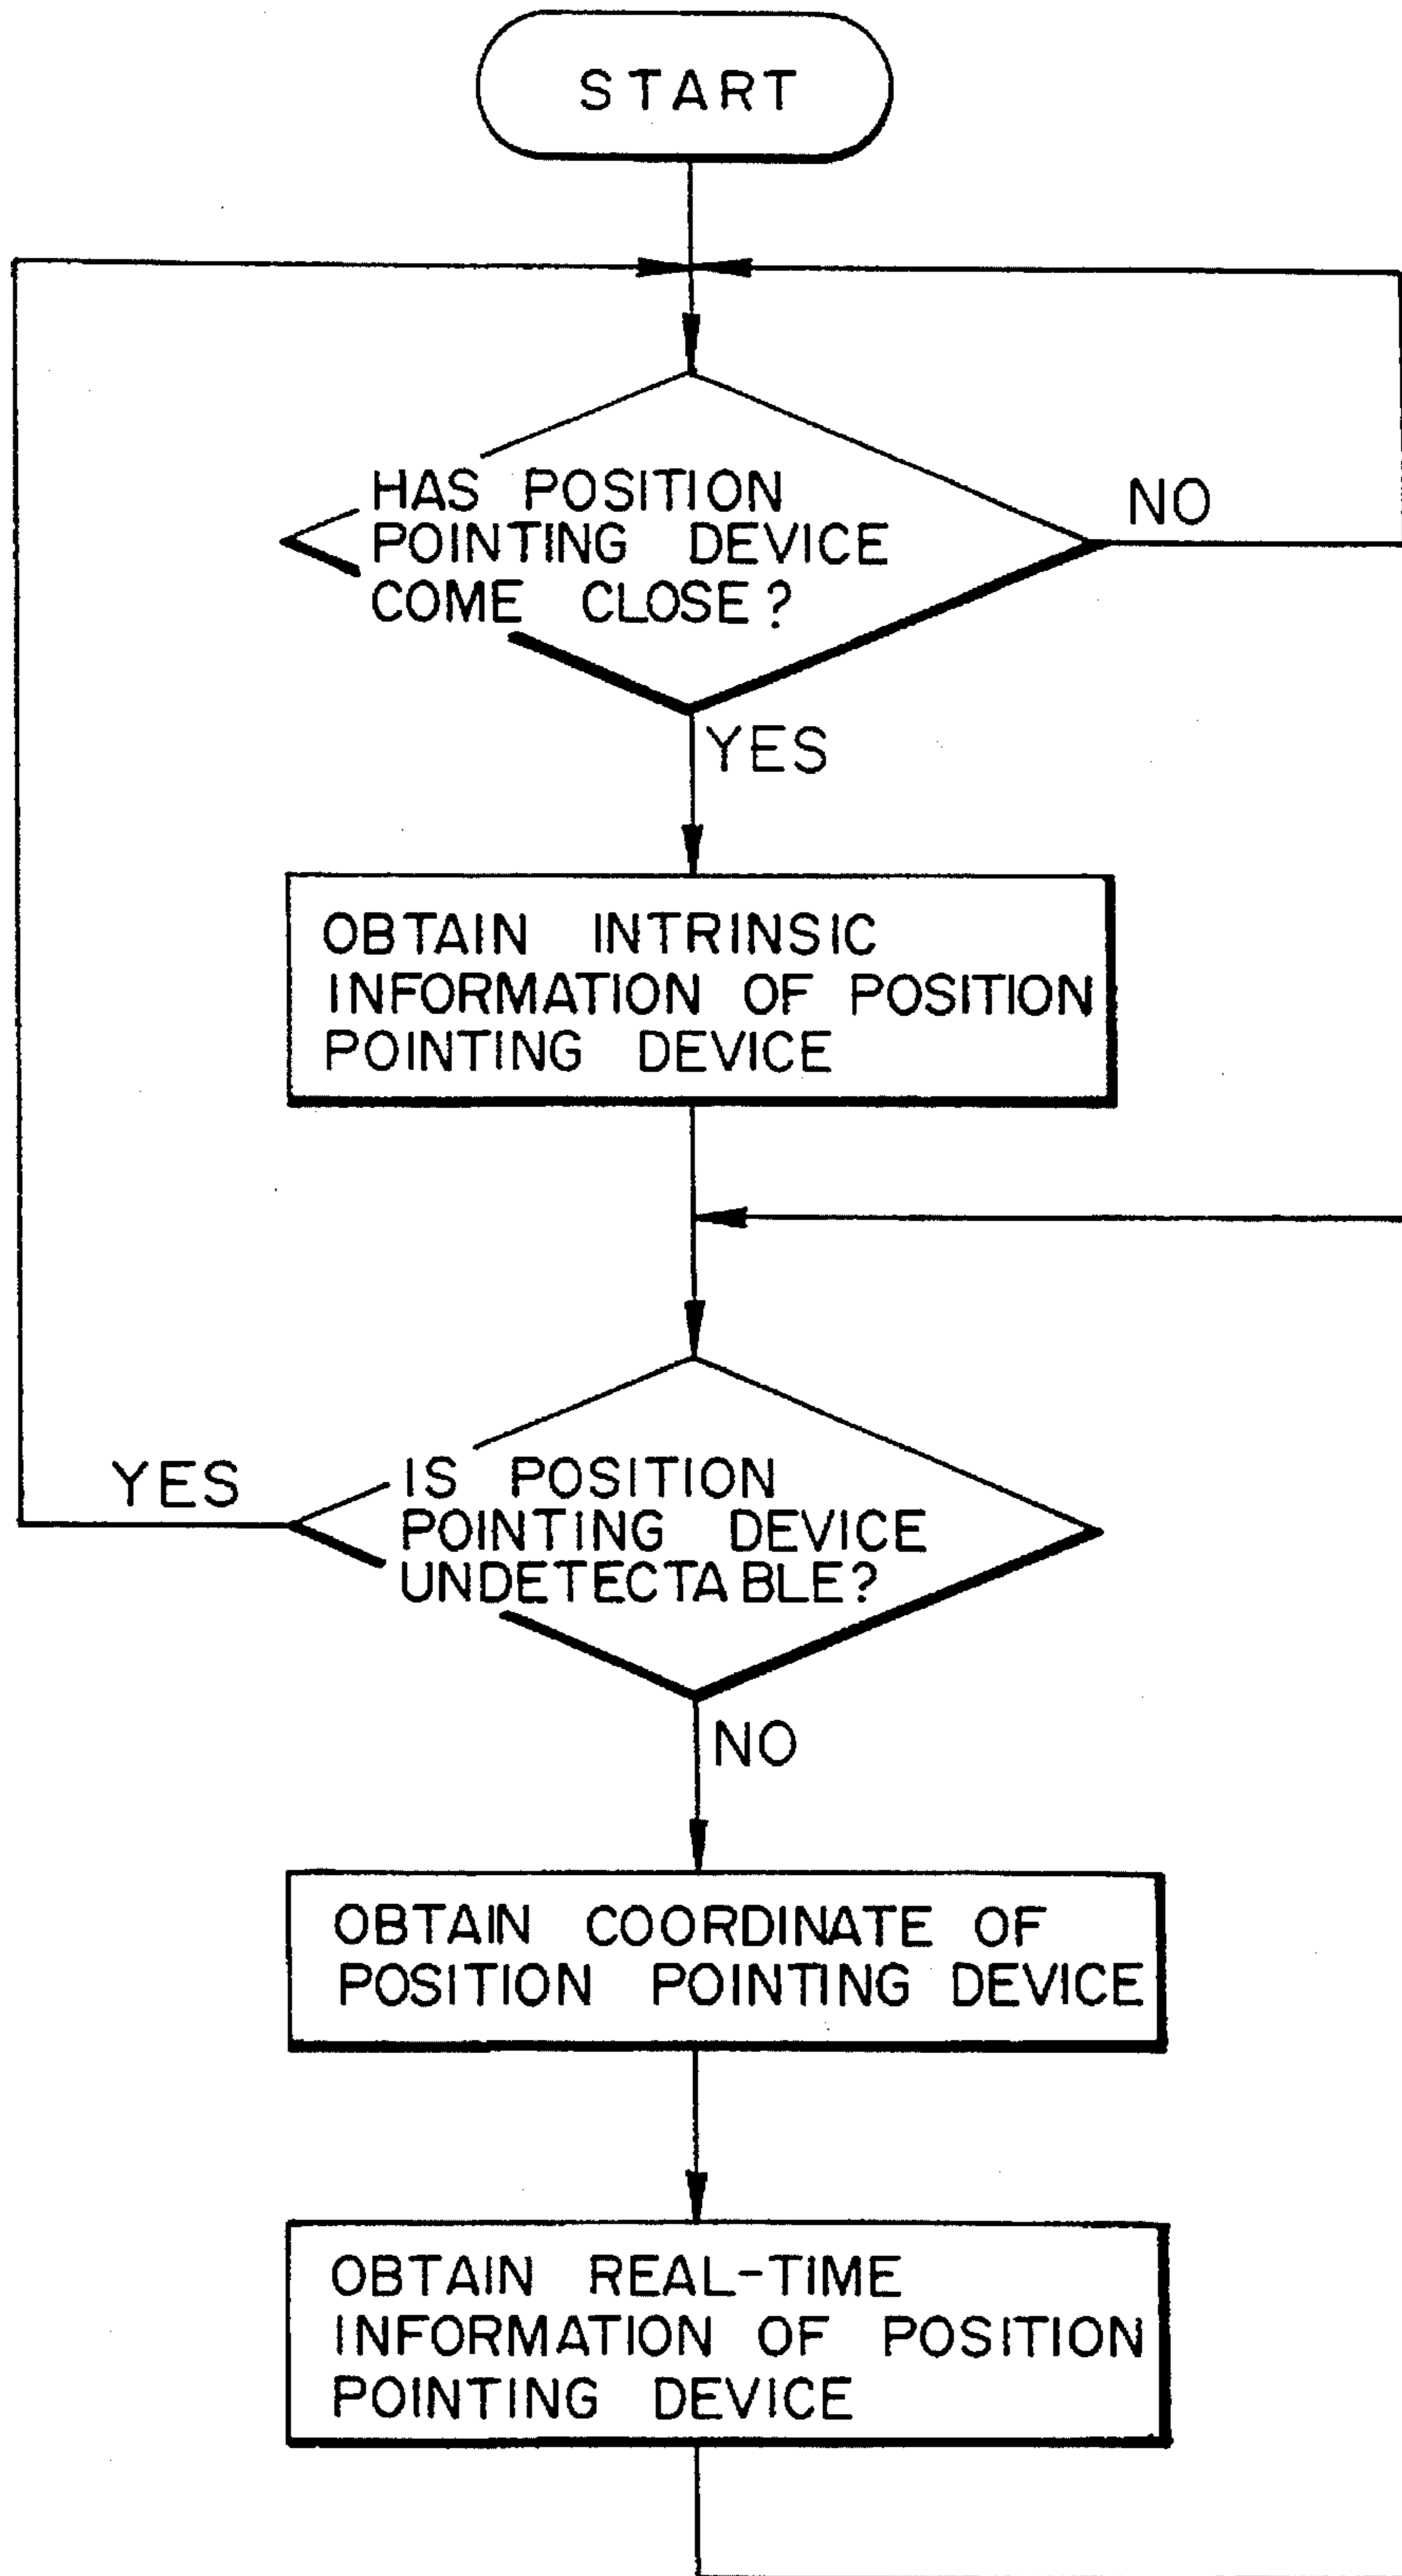 START
HAS POSITION
POINTING DEVICE
COME CLOSE?
NO
YES
OBTAIN INTRINSIC
INFORMATION OF POSITION
POINTING DEVICE
YES
IS POSITION
POINTING DEVICE
UNDETECTABLE?
NO
OBTAIN COORDINATE OF
POSITION POINTING DEVICE
OBTAIN REAL-TIME
INFORMATION OF POSITION
POINTING DEVICE